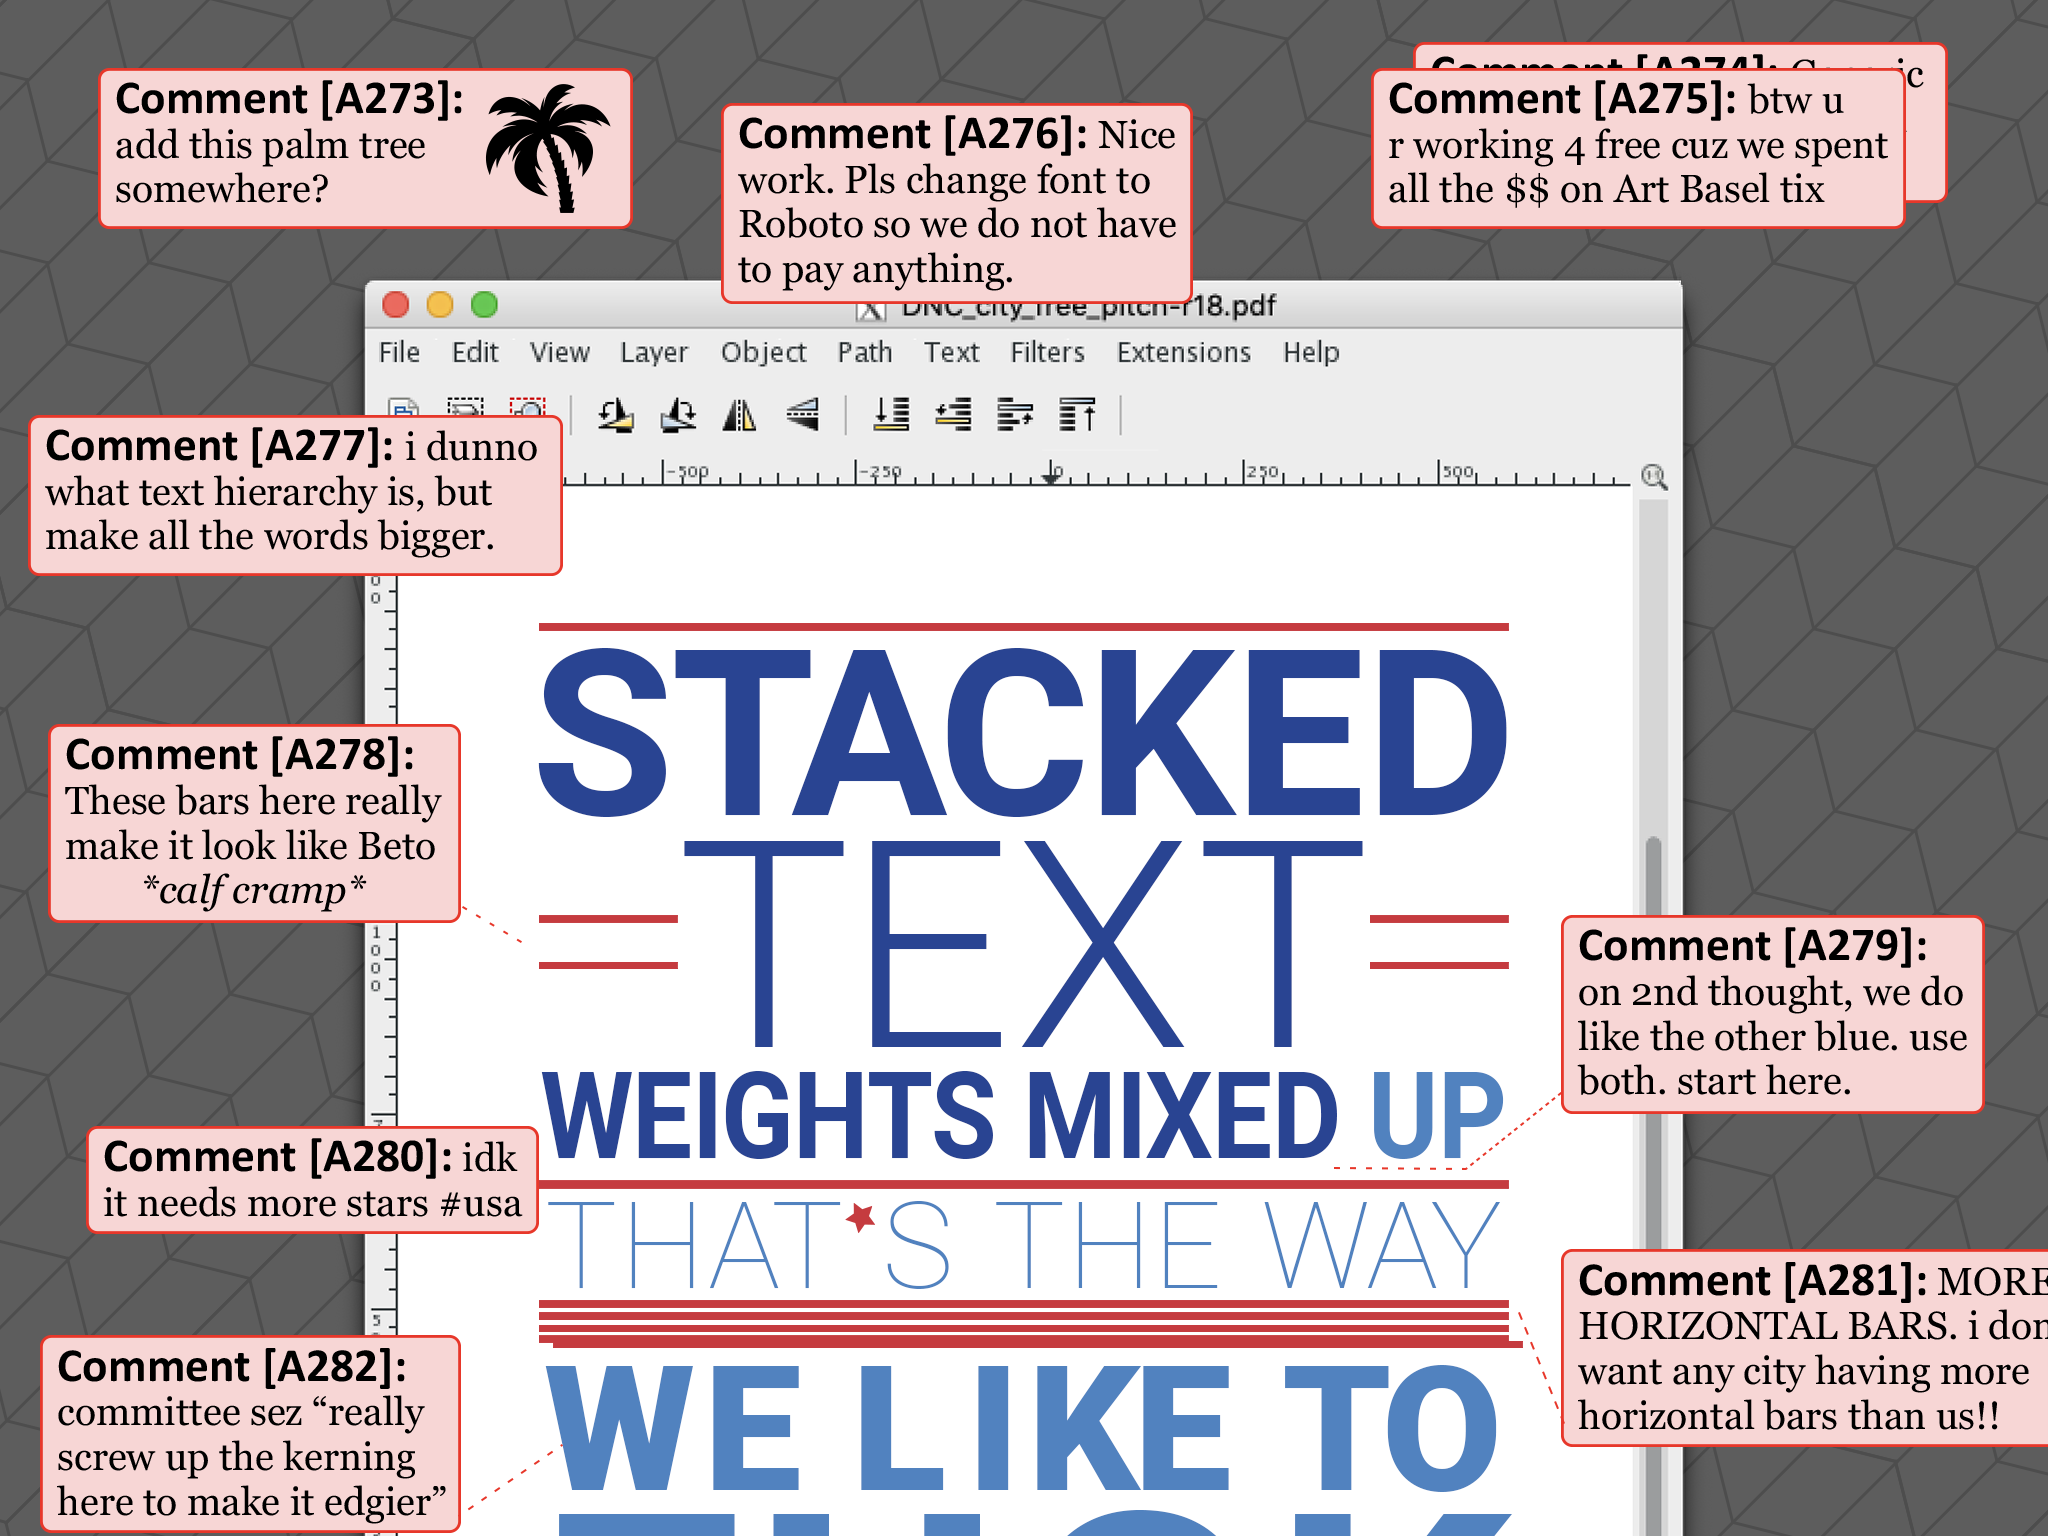 Comment [A273]:
add this palm tree
somewhere?
Comment [A276]: Nice
work. Pls change font to
Roboto so we do not have
to pay anything.
Comment [A274]:
Comment [A275]: btw u
r working 4 free cuz we spent
all the $$ on Art Basel tix
DNC_city_free_pitch-r18.pdf
File Edit View Layer Object Path Text Filters Extensions Help
-500 -250 0 250 500
Comment [A277]: i dunno
what text hierarchy is, but
make all the words bigger.
STACKED
Comment [A278]:
These bars here really
make it look like Beto
*calf cramp*
TEXT
1000
Comment [A279]:
on 2nd thought, we do
like the other blue. use
both. start here.
WEIGHTS MIXED UP
Comment [A280]: idk
it needs more stars #usa
THAT★S THE WAY
Comment [A281]: MORE
HORIZONTAL BARS. i don
want any city having more
horizontal bars than us!!
Comment [A282]:
committee sez “really
screw up the kerning
here to make it edgier”
WE LIKE TO